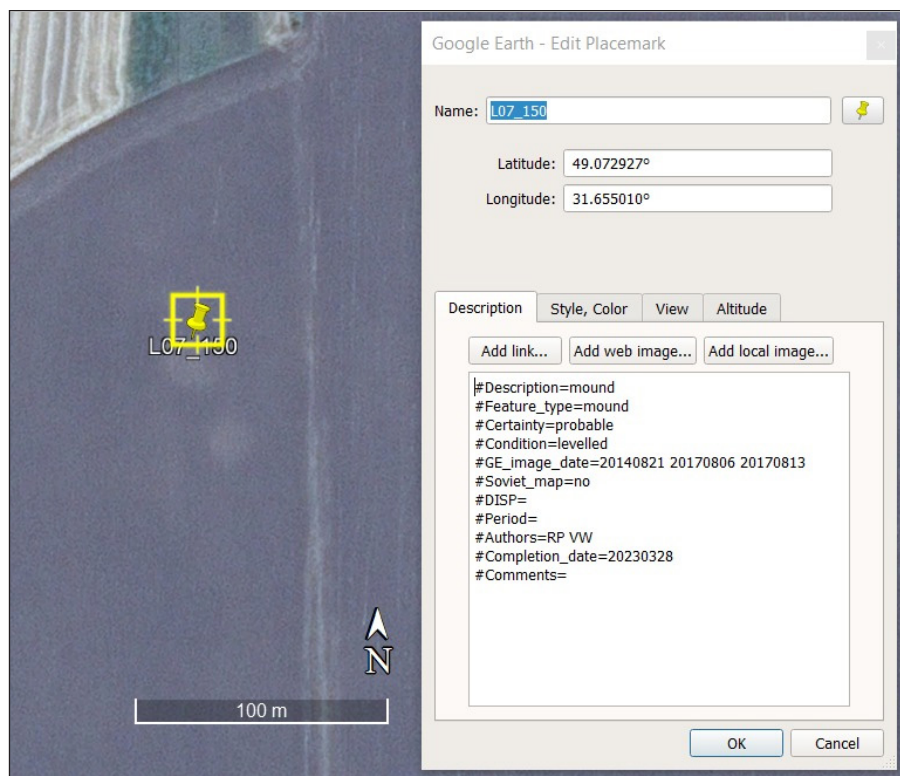 Google Earth - Edit Placemark
Name: L07_150
Latitude: 49.072927°
Longitude: 31.655010°
Description Style, Color View Altitude
Add link... Add web image... Add local image...
#Description=mound
#Feature_type=mound
#Certainty=probable
#Condition=levelled
#GE_image_date=20140821 20170806 20170813
#Soviet_map=no
#DISP=
#Period=
#Authors=RP VW
#Completion_date=20230328
#Comments=
OK Cancel
L07_150
N
100 m